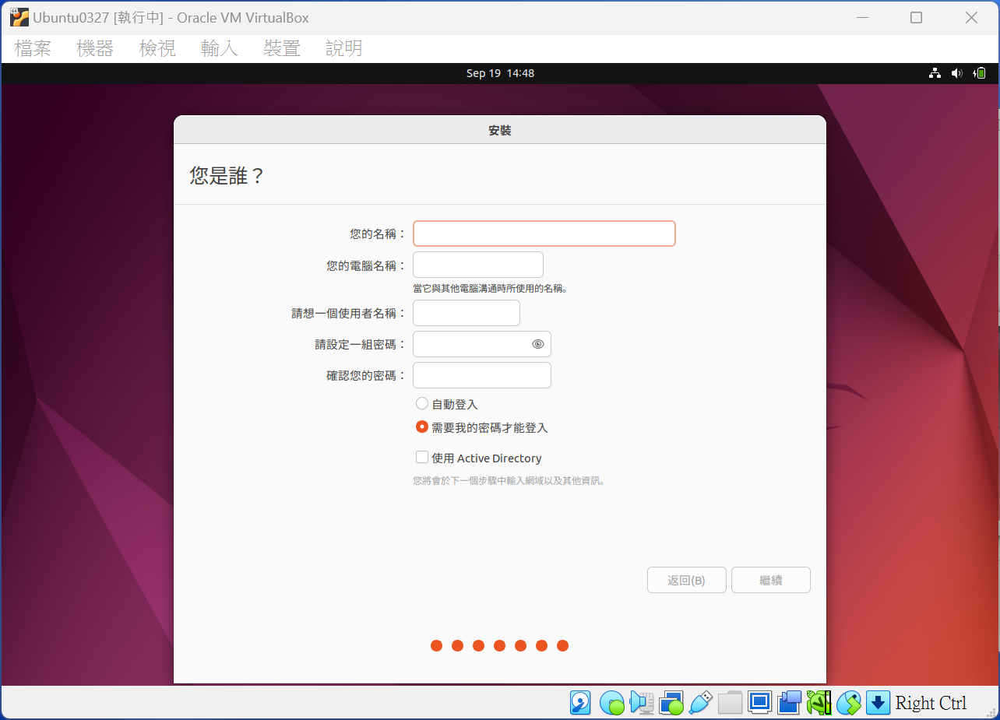 Ubuntu0327 [執行中] - Oracle VM VirtualBox
檔案 機器 檢視 輸入 裝置 說明
Sep 19 14:48
安裝
您是誰？
您的名稱：
您的電腦名稱：
當它與其他電腦溝通時所使用的名稱。
請想一個使用者名稱：
請設定一組密碼：
確認您的密碼：
自動登入
需要我的密碼才能登入
使用 Active Directory
您將會於下一個步驟中輸入網域以及其他資訊。
返回(B) 繼續
Right Ctrl